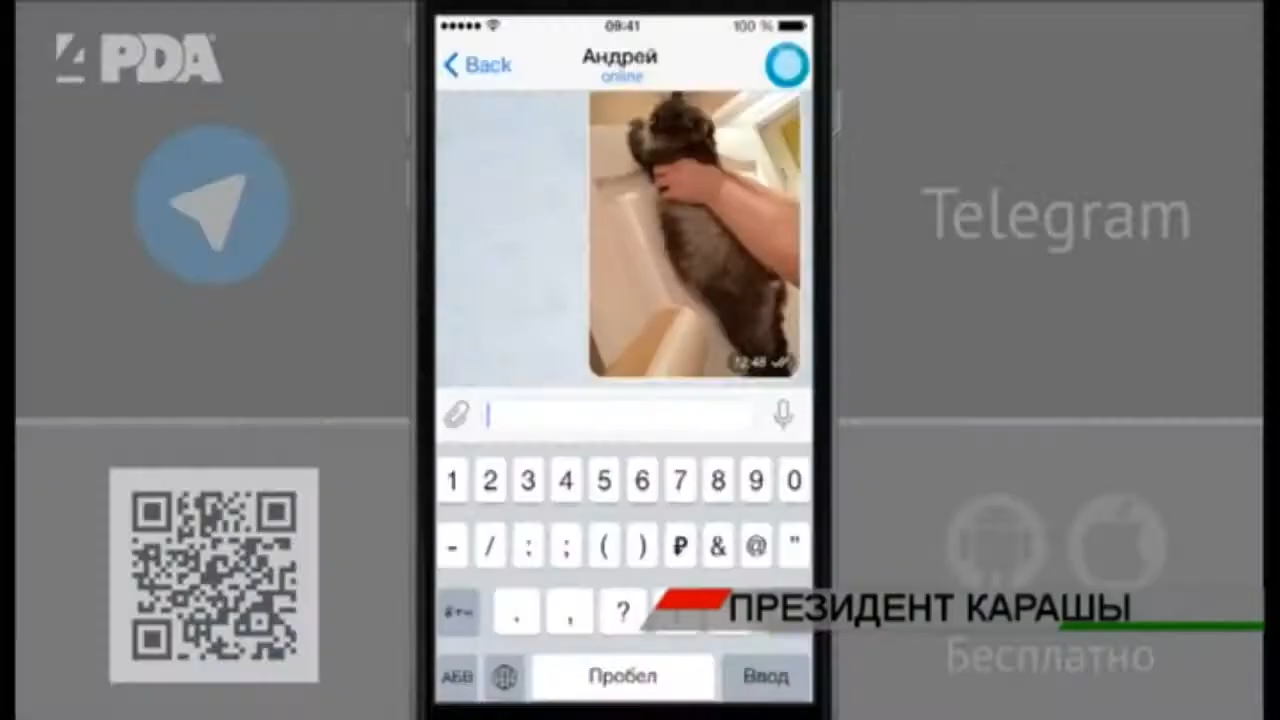 4PDA
09:41
100 %
Back
Андрей
online
12:48
Telegram
1 2 3 4 5 6 7 8 9 0
- / : ; ( ) ₽ & @ "
. , ?
ПРЕЗИДЕНТ КАРАШЫ
Бесплатно
АБВ
Пробел
Ввод